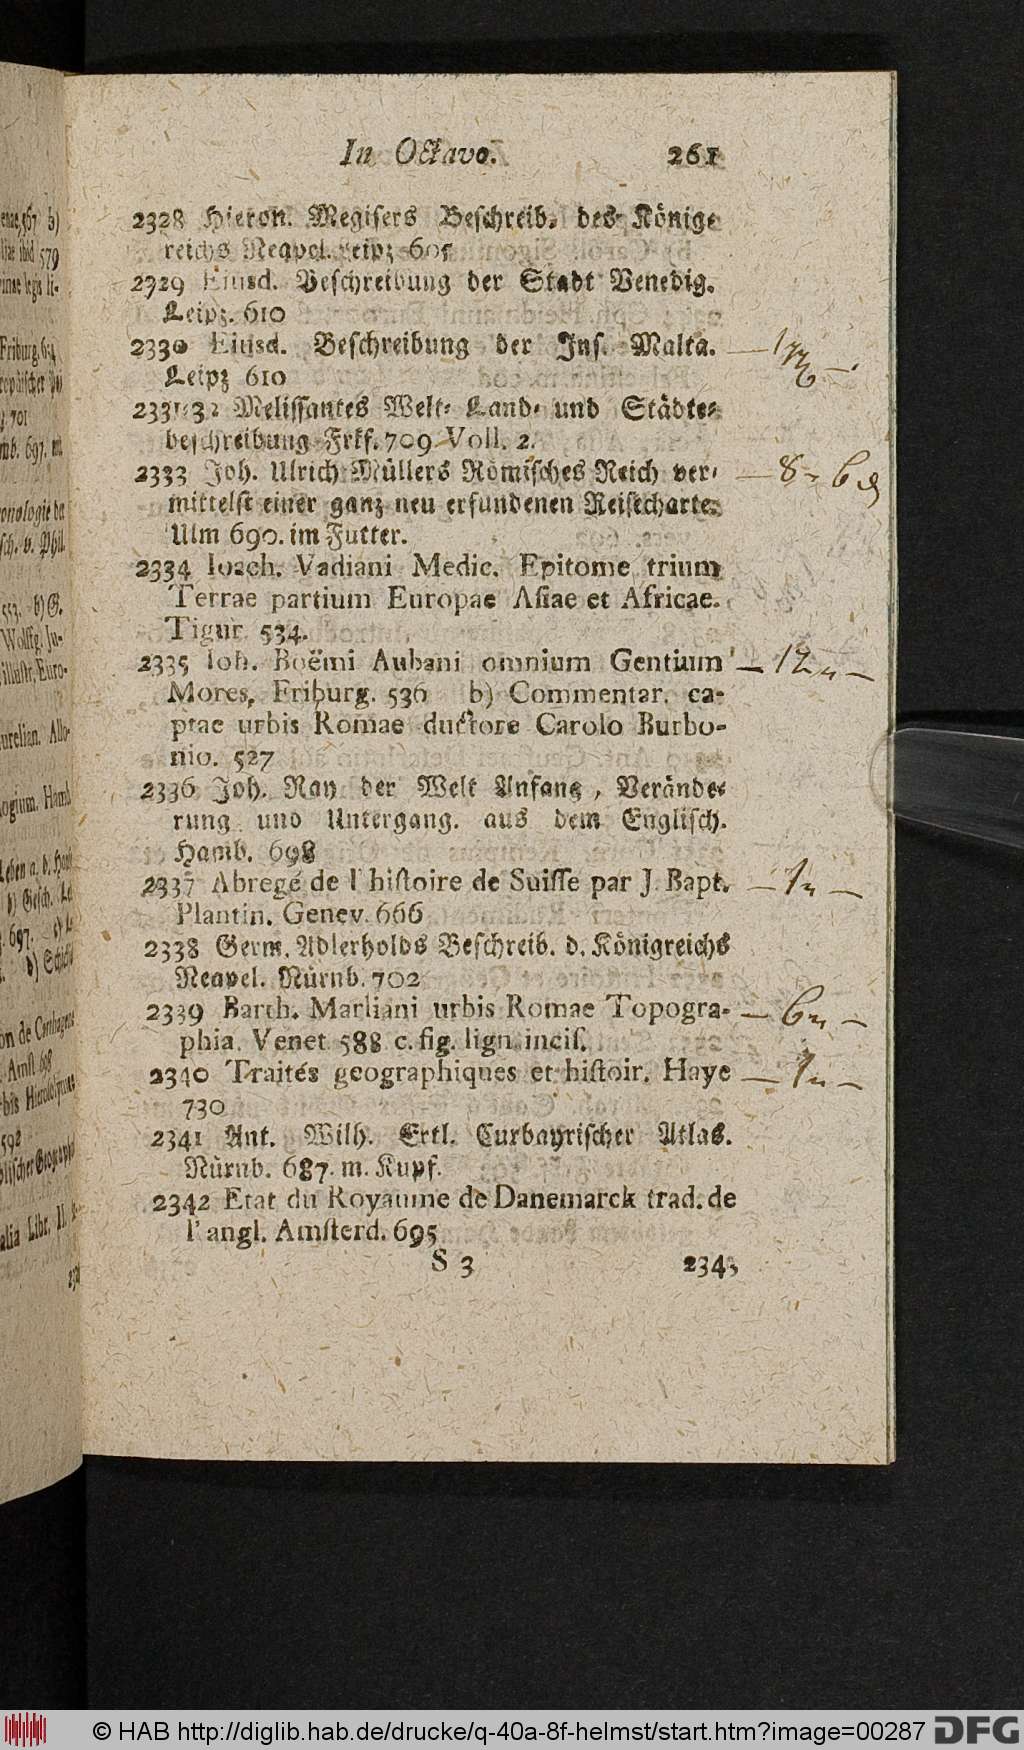 In Octavo. 261
2328 Hieron. Megisers Beschreib. des König-
reichs Neapel. Leipz 605
2329 Eiusd. Beschreibung der Stadt Venedig.
Leipz. 610
2330 Eiusd. Beschreibung der Ins. Malta.
Leipz 610
2331-32 Melissantes Welt- Land- und Städte-
beschreibung Frkf. 709 Voll. 2.
2333 Joh. Ulrich Müllers Römisches Reich ver- — 8
mittelst einer ganz neu erfundenen Reisecharte.
Ulm 690. im Futter.
2334 Ioach. Vadiani Medic. Epitome trium
Terrae partium Europae Asiae et Africae.
Tigur 534.
2335 Ioh. Boëmi Aubani omnium Gentium — 12
Mores, Friburg. 536 b) Commentar. ca-
ptae urbis Romae ductore Carolo Burbo-
nio. 527
2336 Joh. Ray der Welt Anfang, Verände-
rung und Untergang. aus dem Englisch.
Hamb. 698
2337 Abregé de l'histoire de Suisse par J. Bapt. — 1 —
Plantin. Genev. 666
2338 Germ. Adlerholds Beschreib. d. Königreichs
Neapel. Nürnb. 702
2339 Barth. Marliani urbis Romae Topogra- — 6 —
phia. Venet 588 c. fig. lign. incis.
2340 Traités geographiques et histoir. Haye — 1 —
730
2341 Ant. Wilh. Ertl. Curbayrischer Atlas.
Nürnb. 687. m. Kupf.
2342 Etat du Royaume de Danemarck trad. de
l'angl. Amsterd. 695
S 3 2343
© HAB http://diglib.hab.de/drucke/q-40a-8f-helmst/start.htm?image=00287 DFG